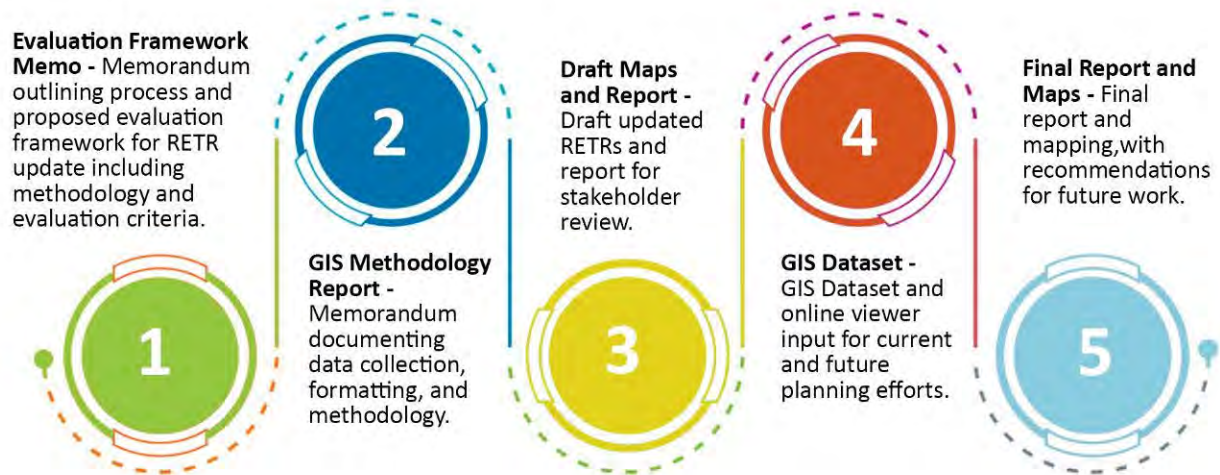 Evaluation Framework
Memo - Memorandum
outlining process and
proposed evaluation
framework for RETR
update including
methodology and
evaluation criteria.
1
2
GIS Methodology
Report -
Memorandum
documenting
data collection,
formatting, and
methodology.
Draft Maps
and Report -
Draft updated
RETRs and
report for
stakeholder
review.
3
4
GIS Dataset -
GIS Dataset and
online viewer
input for current
and future
planning efforts.
Final Report and
Maps - Final
report and
mapping,with
recommendations
for future work.
5